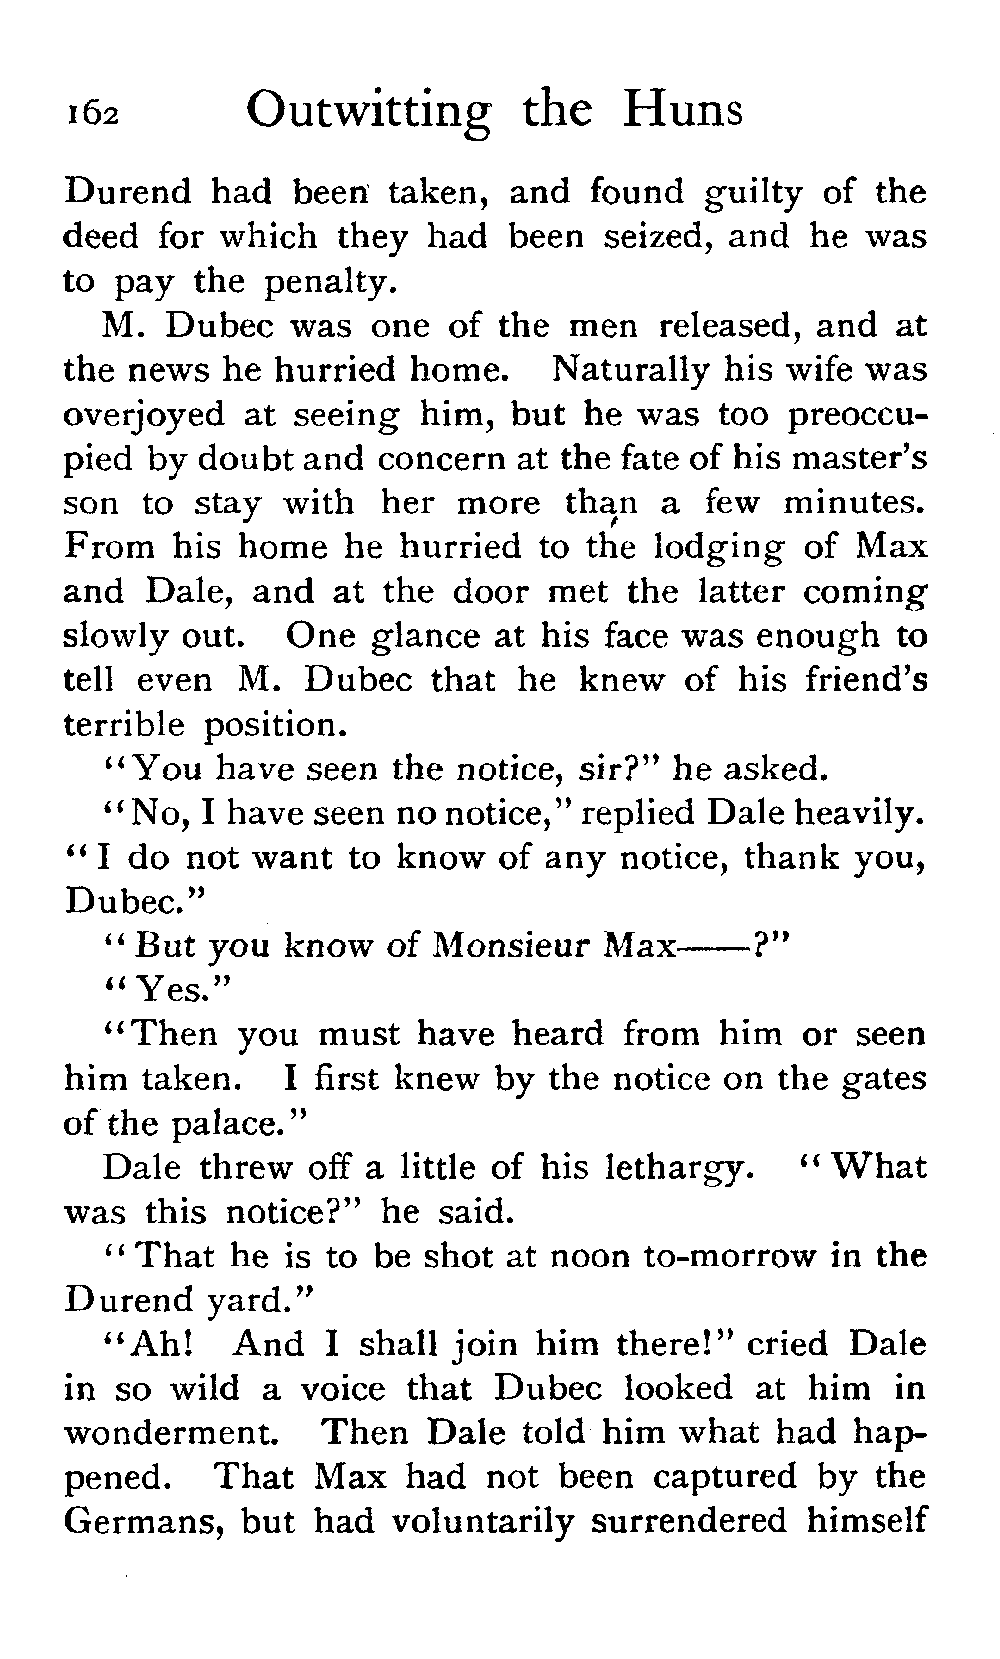 162 Outwitting the Huns
Durend had been taken, and found guilty of the
deed for which they had been seized, and he was
to pay the penalty.
M. Dubec was one of the men released, and at
the news he hurried home. Naturally his wife was
overjoyed at seeing him, but he was too preoccu-
pied by doubt and concern at the fate of his master's
son to stay with her more than a few minutes.
From his home he hurried to the lodging of Max
and Dale, and at the door met the latter coming
slowly out. One glance at his face was enough to
tell even M. Dubec that he knew of his friend's
terrible position.
"You have seen the notice, sir?" he asked.
"No, I have seen no notice," replied Dale heavily.
"I do not want to know of any notice, thank you,
Dubec."
"But you know of Monsieur Max——?"
"Yes."
"Then you must have heard from him or seen
him taken. I first knew by the notice on the gates
of the palace."
Dale threw off a little of his lethargy. "What
was this notice?" he said.
"That he is to be shot at noon to-morrow in the
Durend yard."
"Ah! And I shall join him there!" cried Dale
in so wild a voice that Dubec looked at him in
wonderment. Then Dale told him what had hap-
pened. That Max had not been captured by the
Germans, but had voluntarily surrendered himself